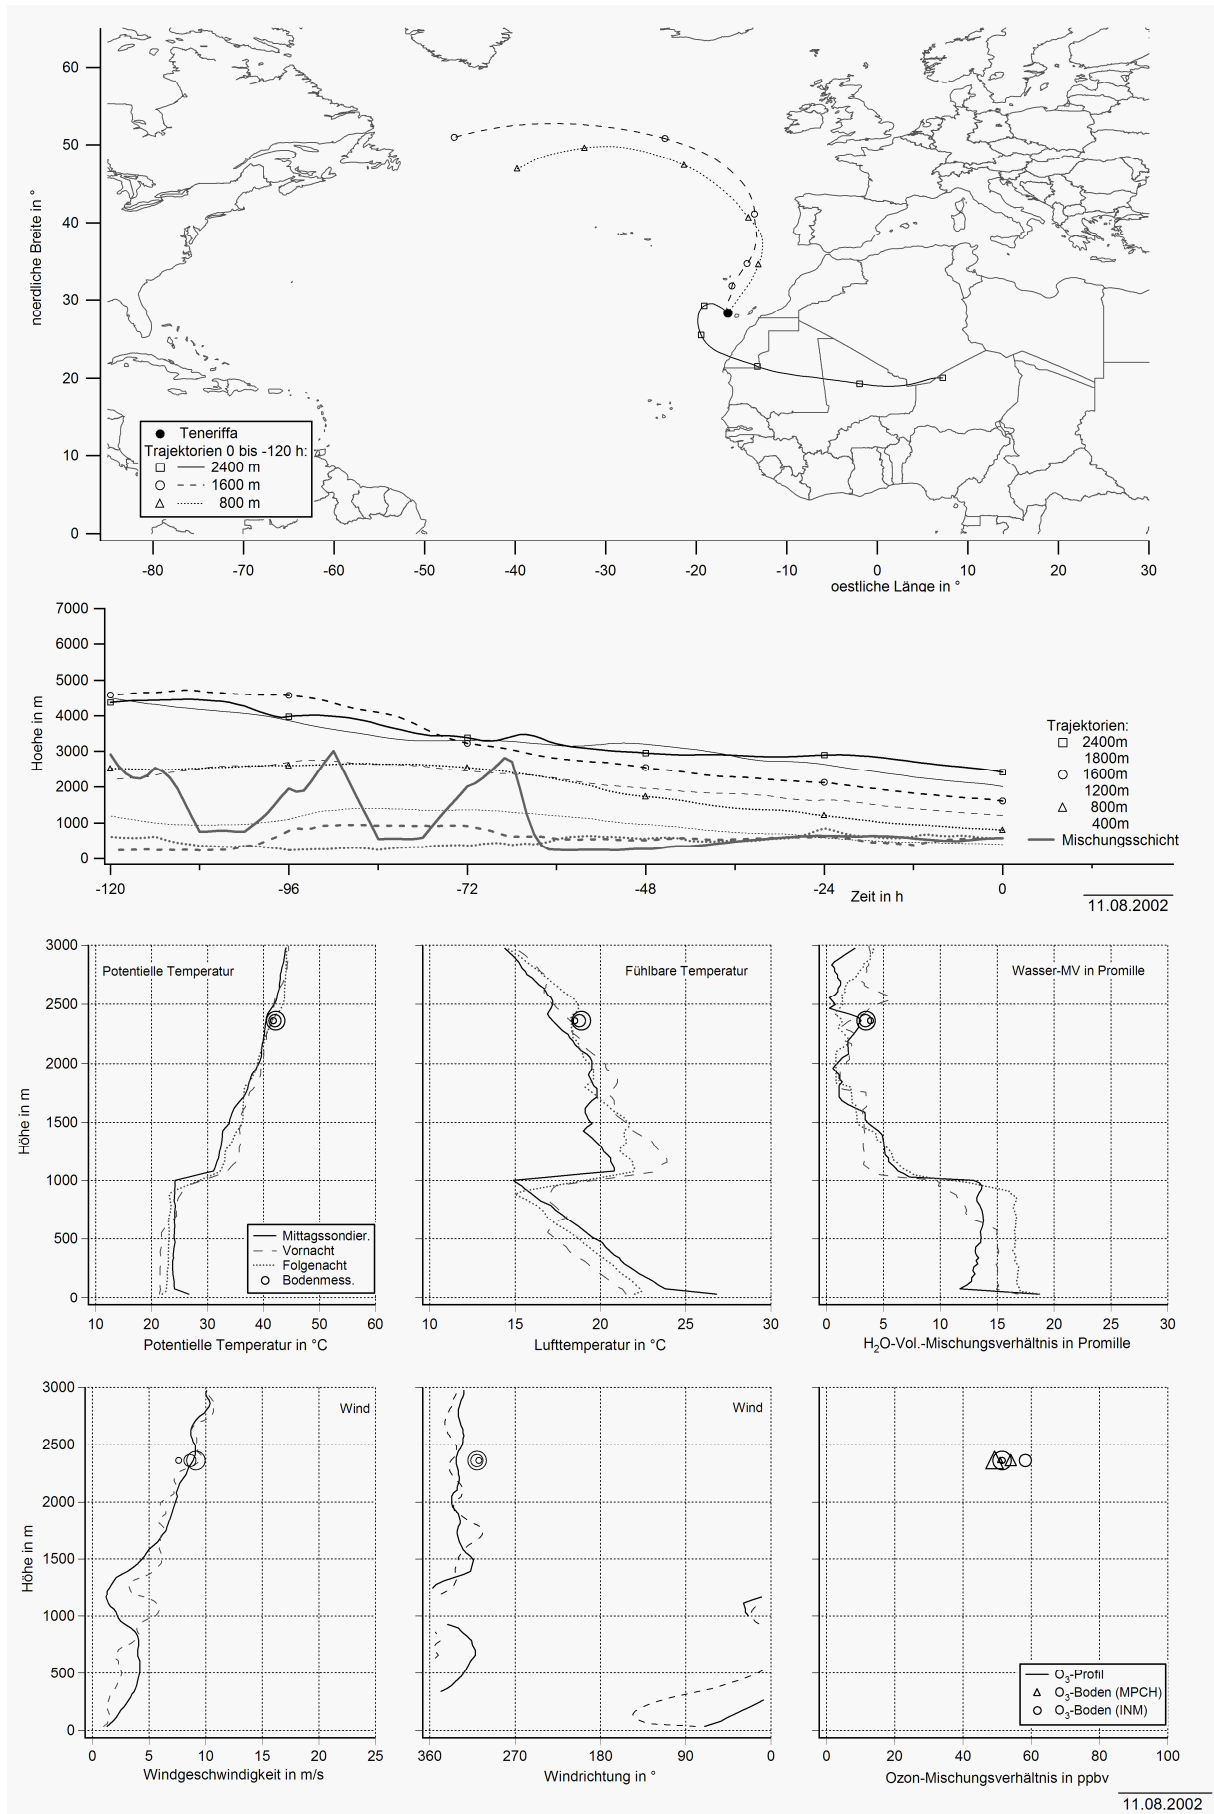 60
50
40
30
20
10
0
noerdliche Breite in °
Teneriffa
Trajektorien 0 bis -120 h:
2400 m
1600 m
800 m
-80 -70 -60 -50 -40 -30 -20 -10 0 10 20 30
oestliche Länge in °
7000
6000
5000
4000
3000
2000
1000
0
Hoehe in m
Trajektorien:
2400m
1800m
1600m
1200m
800m
400m
Mischungsschicht
-120 -96 -72 -48 -24 0
Zeit in h
11.08.2002
3000
2500
2000
1500
1000
500
0
Höhe in m
Potentielle Temperatur
Mittagssondier.
Vornacht
Folgenacht
Bodenmess.
10 20 30 40 50 60
Potentielle Temperatur in °C
Fühlbare Temperatur
10 15 20 25 30
Lufttemperatur in °C
Wasser-MV in Promille
0 5 10 15 20 25 30
H2O-Vol.-Mischungsverhältnis in Promille
3000
2500
2000
1500
1000
500
0
Höhe in m
Wind
0 5 10 15 20 25
Windgeschwindigkeit in m/s
Wind
360 270 180 90 0
Windrichtung in °
O3-Profil
O3-Boden (MPCH)
O3-Boden (INM)
0 20 40 60 80 100
Ozon-Mischungsverhältnis in ppbv
11.08.2002